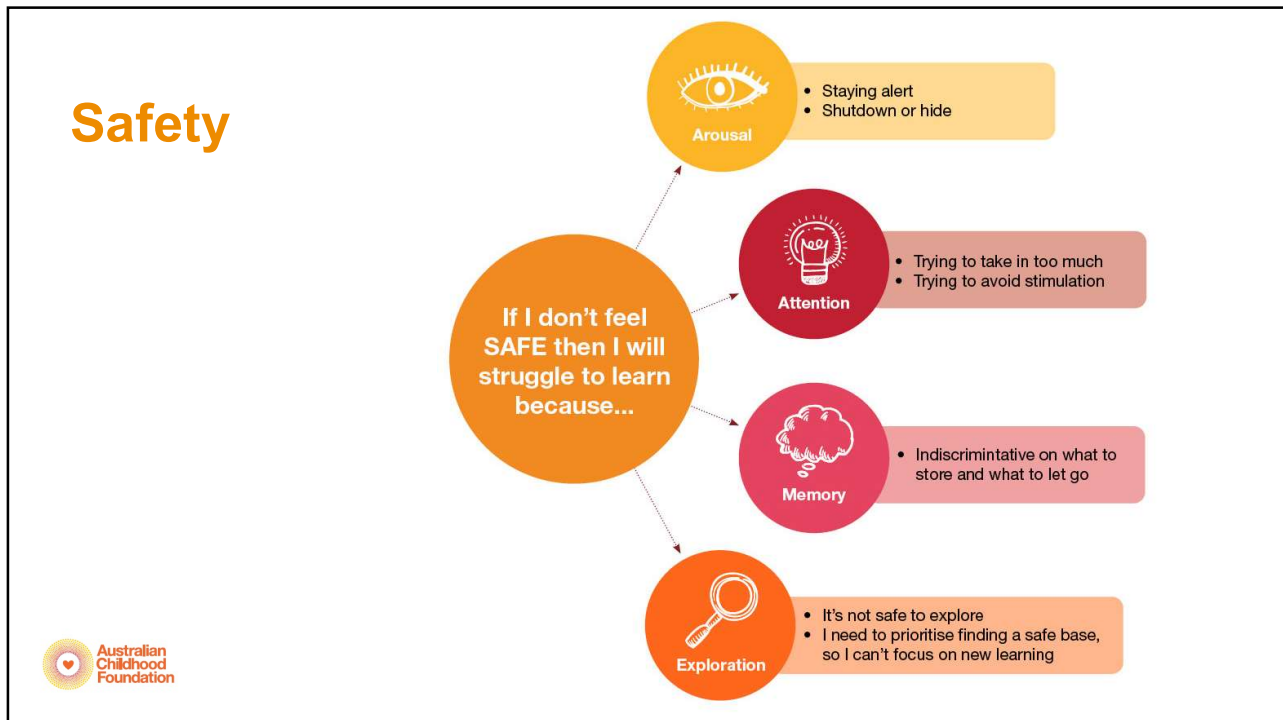 Safety
If I don't feel
SAFE then I will
struggle to learn
because...
Arousal
• Staying alert
• Shutdown or hide
Attention
• Trying to take in too much
• Trying to avoid stimulation
Memory
• Indiscrimintative on what to
store and what to let go
Exploration
• It's not safe to explore
• I need to prioritise finding a safe base,
so I can't focus on new learning
Australian
Childhood
Foundation